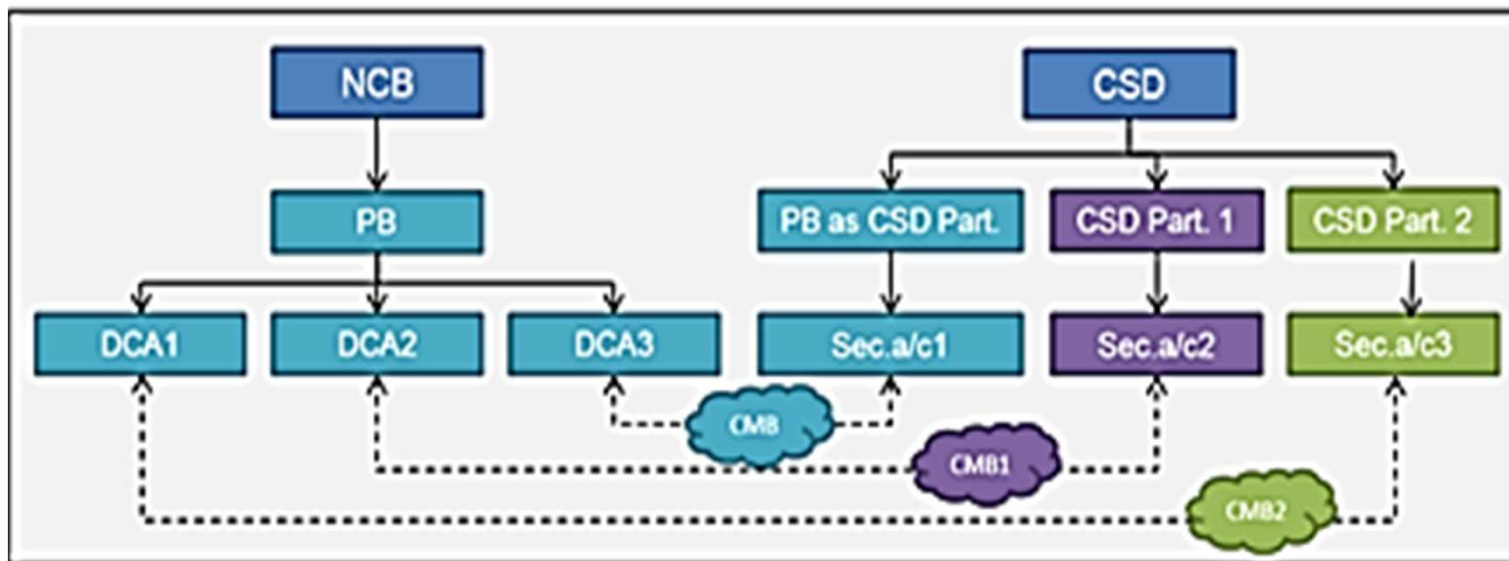 NCB
CSD
PB
PB as CSD Part.
CSD Part. 1
CSD Part. 2
DCA1
DCA2
DCA3
Sec.a/c1
Sec.a/c2
Sec.a/c3
CMB
CMB1
CMB2